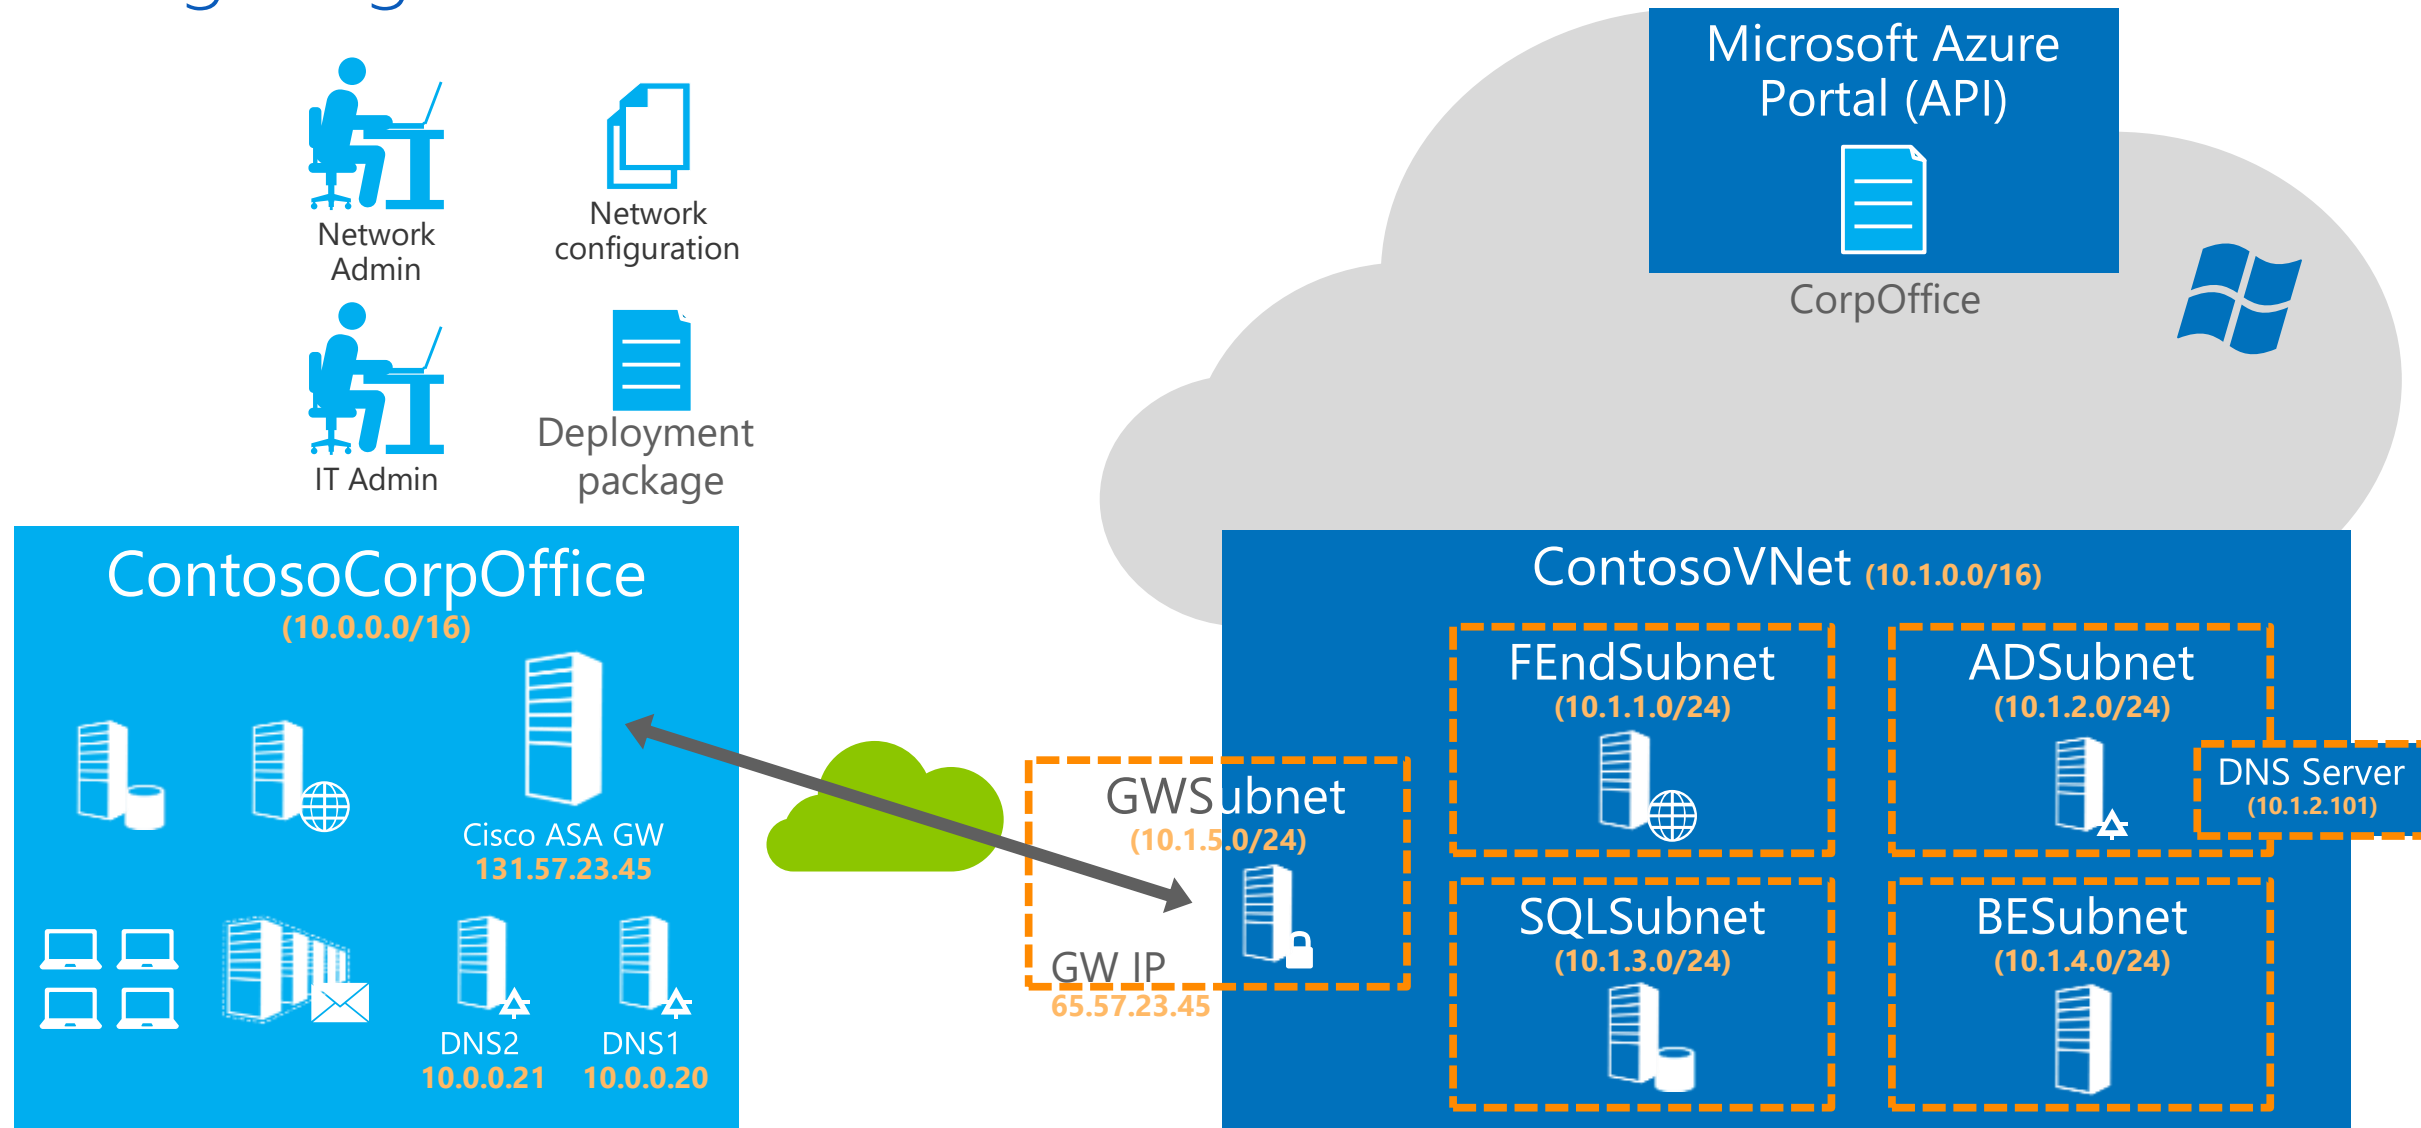 Microsoft Azure
Portal (API)
CorpOffice
Network
Admin
Network
configuration
IT Admin
Deployment
package
ContosoCorpOffice
(10.0.0.0/16)
Cisco ASA GW
131.57.23.45
DNS2
10.0.0.21
DNS1
10.0.0.20
GWSubnet
(10.1.5.0/24)
GW IP
65.57.23.45
ContosoVNet (10.1.0.0/16)
FEndSubnet
(10.1.1.0/24)
ADSubnet
(10.1.2.0/24)
DNS Server
(10.1.2.101)
SQLSubnet
(10.1.3.0/24)
BESubnet
(10.1.4.0/24)